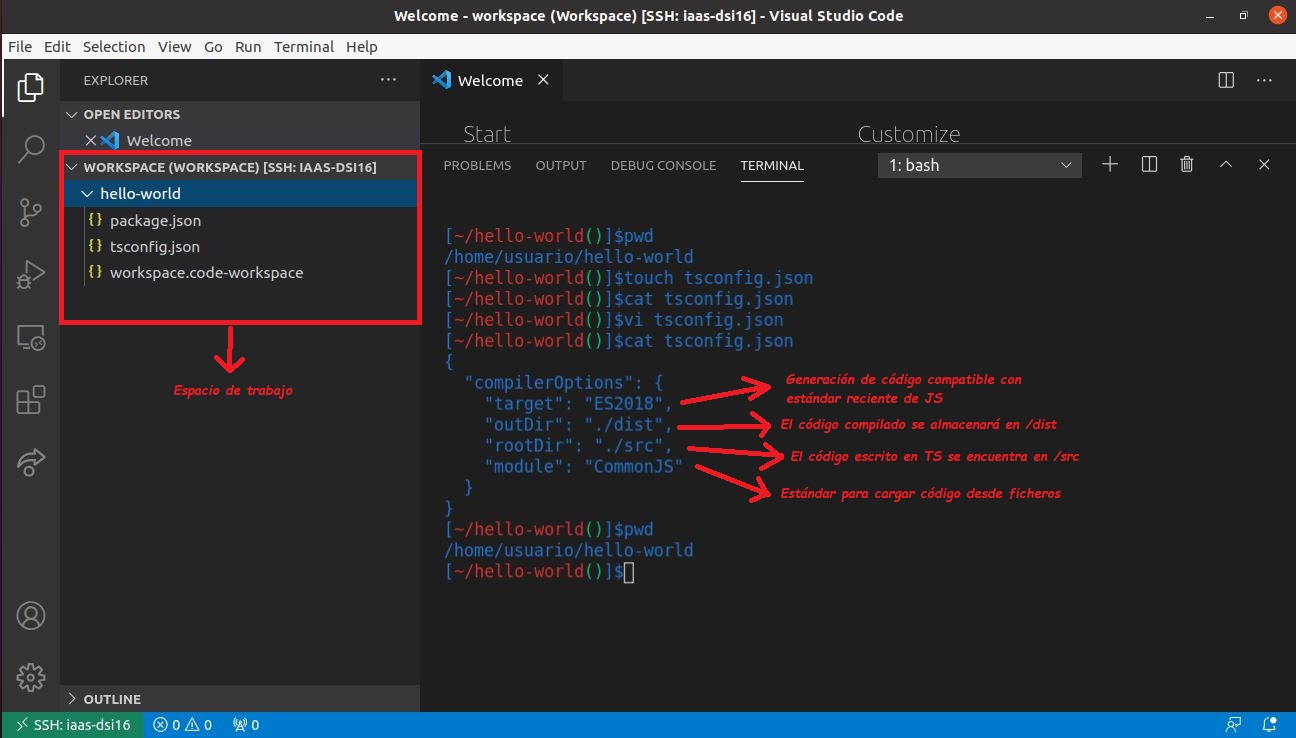 Welcome - workspace (Workspace) [SSH: iaas-dsi16] - Visual Studio Code
File Edit Selection View Go Run Terminal Help
EXPLORER
OPEN EDITORS
Welcome
WORKSPACE (WORKSPACE) [SSH: IAAS-DSI16]
hello-world
{} package.json
{} tsconfig.json
{} workspace.code-workspace
Espacio de trabajo
OUTLINE
Welcome
Start Customize
PROBLEMS OUTPUT DEBUG CONSOLE TERMINAL 1: bash
[~/hello-world()]$pwd
/home/usuario/hello-world
[~/hello-world()]$touch tsconfig.json
[~/hello-world()]$cat tsconfig.json
[~/hello-world()]$vi tsconfig.json
[~/hello-world()]$cat tsconfig.json
{
"compilerOptions": {
"target": "ES2018",
"outDir": "./dist",
"rootDir": "./src",
"module": "CommonJS"
}
}
[~/hello-world()]$pwd
/home/usuario/hello-world
[~/hello-world()]$
Generación de código compatible con
estándar reciente de JS
El código compilado se almacenará en /dist
El código escrito en TS se encuentra en /src
Estándar para cargar código desde ficheros
SSH: iaas-dsi16 0 0 0